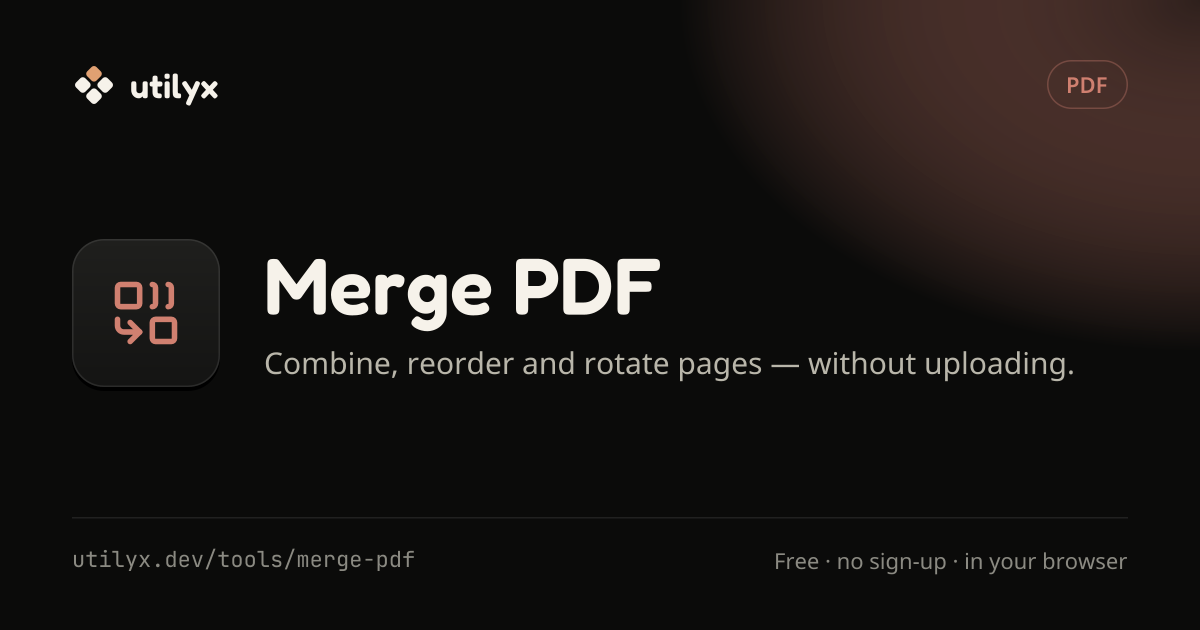 utilyx
PDF
Merge PDF
Combine, reorder and rotate pages — without uploading.
utilyx.dev/tools/merge-pdf
Free · no sign-up · in your browser